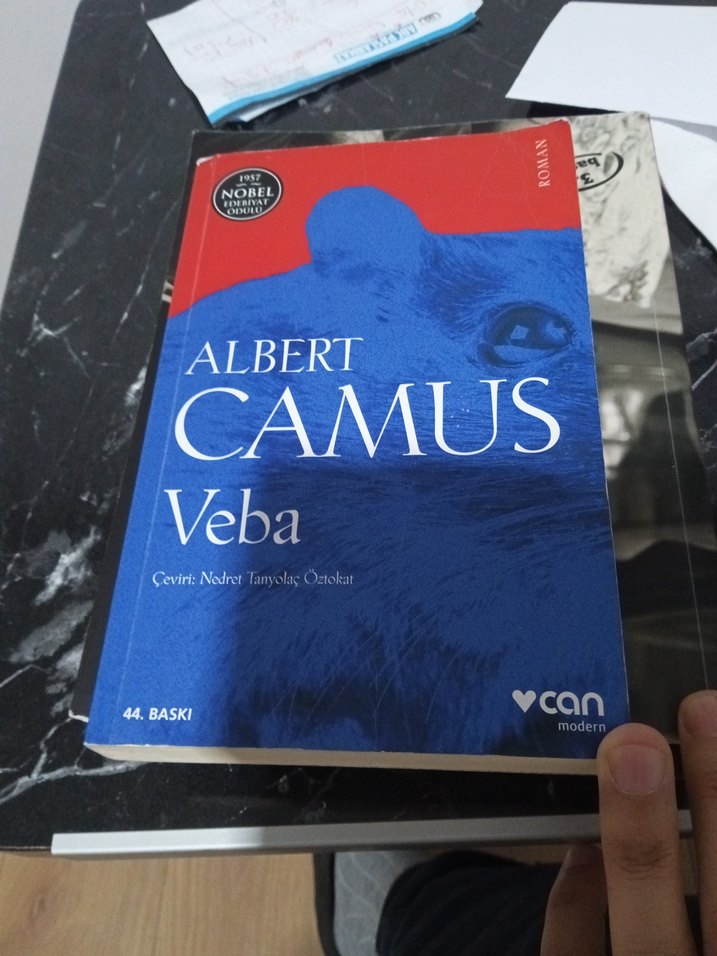 1957
NOBEL
EDEBİYAT
ÖDÜLÜ
ROMAN
ALBERT
CAMUS
Veba
Çeviri: Nedret Tanyolaç Öztokat
44. BASKI
can
modern